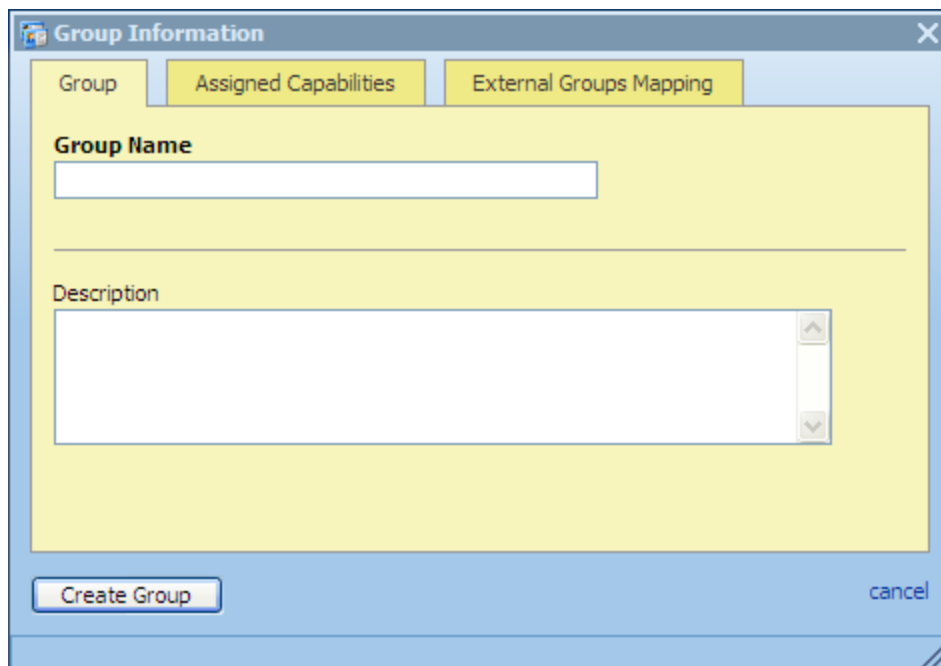 Group Information
Group Assigned Capabilities External Groups Mapping
Group Name
Description
Create Group cancel